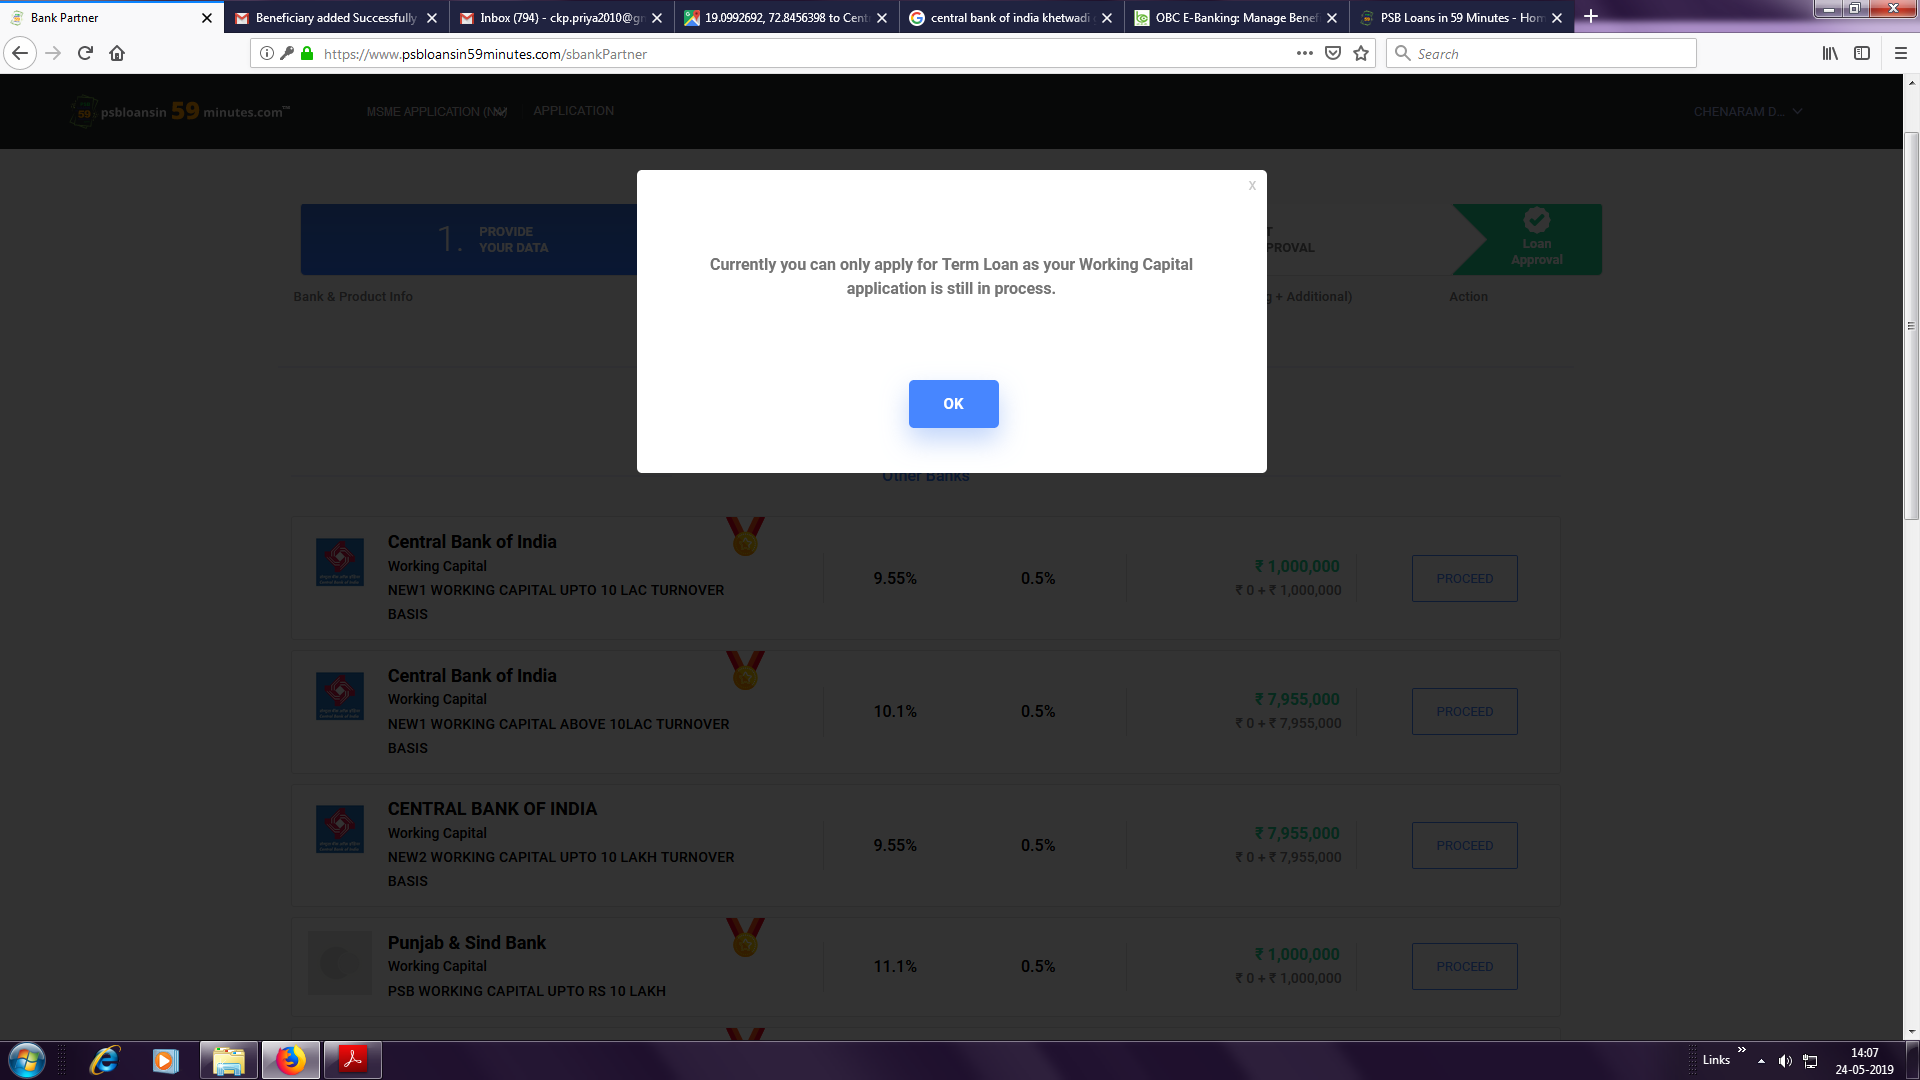 Bank Partner
Beneficiary added Successfully
Inbox (794) - ckp.priya2010@gm
19.0992692, 72.8456398 to Cent
central bank of india khetwadi
OBC E-Banking: Manage Benef
PSB Loans in 59 Minutes - Hom
https://www.psbloansin59minutes.com/sbankPartner
Search
psbloansin 59 minutes.com™
MSME APPLICATION
APPLICATION
CHENARAM D...
X
1. PROVIDE
YOUR DATA
PROVAL
Loan
Approval
Currently you can only apply for Term Loan as your Working Capital
application is still in process.
OK
Bank & Product Info
+ Additional)
Action
Other Banks
Central Bank of India
Working Capital
NEW1 WORKING CAPITAL UPTO 10 LAC TURNOVER
BASIS
9.55%
0.5%
₹ 1,000,000
₹ 0 + ₹ 1,000,000
PROCEED
Central Bank of India
Working Capital
NEW1 WORKING CAPITAL ABOVE 10LAC TURNOVER
BASIS
10.1%
0.5%
₹ 7,955,000
₹ 0 + ₹ 7,955,000
PROCEED
CENTRAL BANK OF INDIA
Working Capital
NEW2 WORKING CAPITAL UPTO 10 LAKH TURNOVER
BASIS
9.55%
0.5%
₹ 7,955,000
₹ 0 + ₹ 7,955,000
PROCEED
Punjab & Sind Bank
Working Capital
PSB WORKING CAPITAL UPTO RS 10 LAKH
11.1%
0.5%
₹ 1,000,000
₹ 0 + ₹ 1,000,000
PROCEED
Links
14:07
24-05-2019